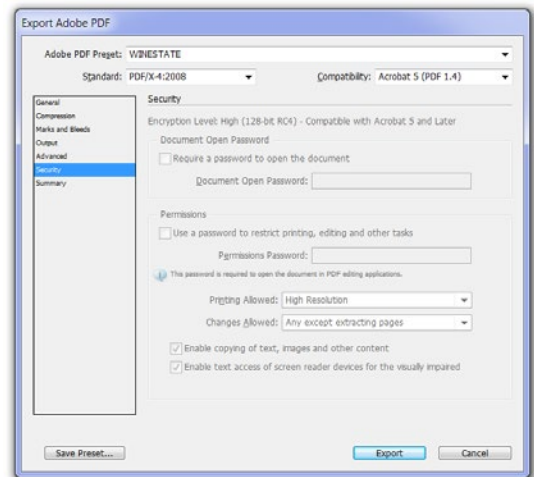 Export Adobe PDF
Adobe PDF Preset: WINESTATE
Standard: PDF/X-4:2008 Compatibility: Acrobat 5 (PDF 1.4)
General
Compression
Marks and Bleeds
Output
Advanced
Security
Summary
Security
Encryption Level: High (128-bit RC4) - Compatible with Acrobat 5 and Later
Document Open Password
Require a password to open the document
Document Open Password:
Permissions
Use a password to restrict printing, editing and other tasks
Permissions Password:
This password is required to open the document in PDF editing applications.
Printing Allowed: High Resolution
Changes Allowed: Any except extracting pages
Enable copying of text, images and other content
Enable text access of screen reader devices for the visually impaired
Save Preset... Export Cancel